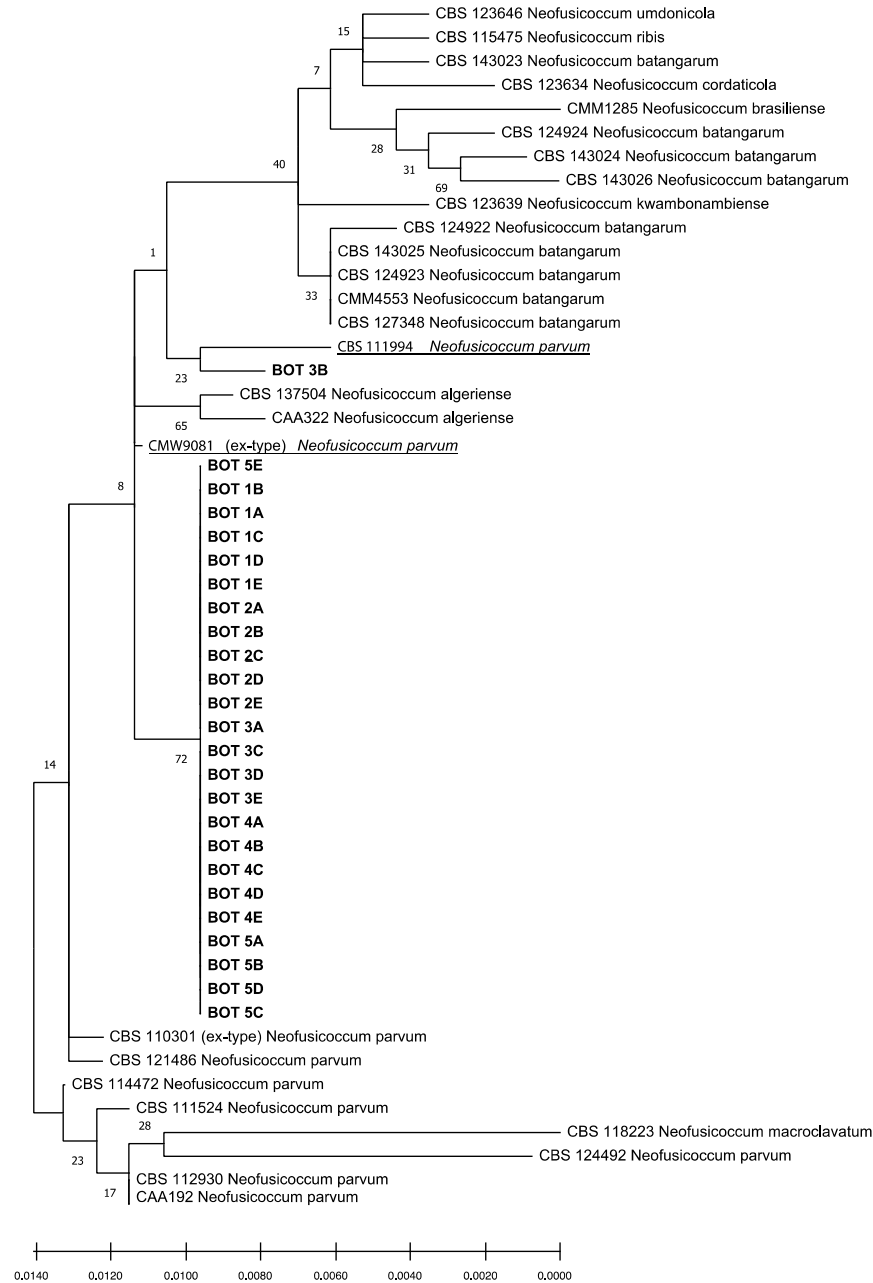 CBS 123646 Neofusicoccum umdonicola
15
CBS 115475 Neofusicoccum ribis
CBS 143023 Neofusicoccum batangarum
7
CBS 123634 Neofusicoccum cordaticola
CMM1285 Neofusicoccum brasiliense
CBS 124924 Neofusicoccum batangarum
28
CBS 143024 Neofusicoccum batangarum
40
31
CBS 143026 Neofusicoccum batangarum
69
CBS 123639 Neofusicoccum kwambonambiense
CBS 124922 Neofusicoccum batangarum
1
CBS 143025 Neofusicoccum batangarum
CBS 124923 Neofusicoccum batangarum
33
CMM4553 Neofusicoccum batangarum
CBS 127348 Neofusicoccum batangarum
CBS 111994 Neofusicoccum parvum
BOT 3B
23
CBS 137504 Neofusicoccum algeriense
CAA322 Neofusicoccum algeriense
65
CMW9081 (ex-type) Neofusicoccum parvum
BOT 5E
8
BOT 1B
BOT 1A
BOT 1C
BOT 1D
BOT 1E
BOT 2A
BOT 2B
BOT 2C
BOT 2D
BOT 2E
BOT 3A
BOT 3C
72
14
BOT 3D
BOT 3E
BOT 4A
BOT 4B
BOT 4C
BOT 4D
BOT 4E
BOT 5A
BOT 5B
BOT 5D
BOT 5C
CBS 110301 (ex-type) Neofusicoccum parvum
CBS 121486 Neofusicoccum parvum
CBS 114472 Neofusicoccum parvum
CBS 111524 Neofusicoccum parvum
28
CBS 118223 Neofusicoccum macroclavatum
CBS 124492 Neofusicoccum parvum
23
CBS 112930 Neofusicoccum parvum
17
CAA192 Neofusicoccum parvum
0.0140 0.0120 0.0100 0.0080 0.0060 0.0040 0.0020 0.0000